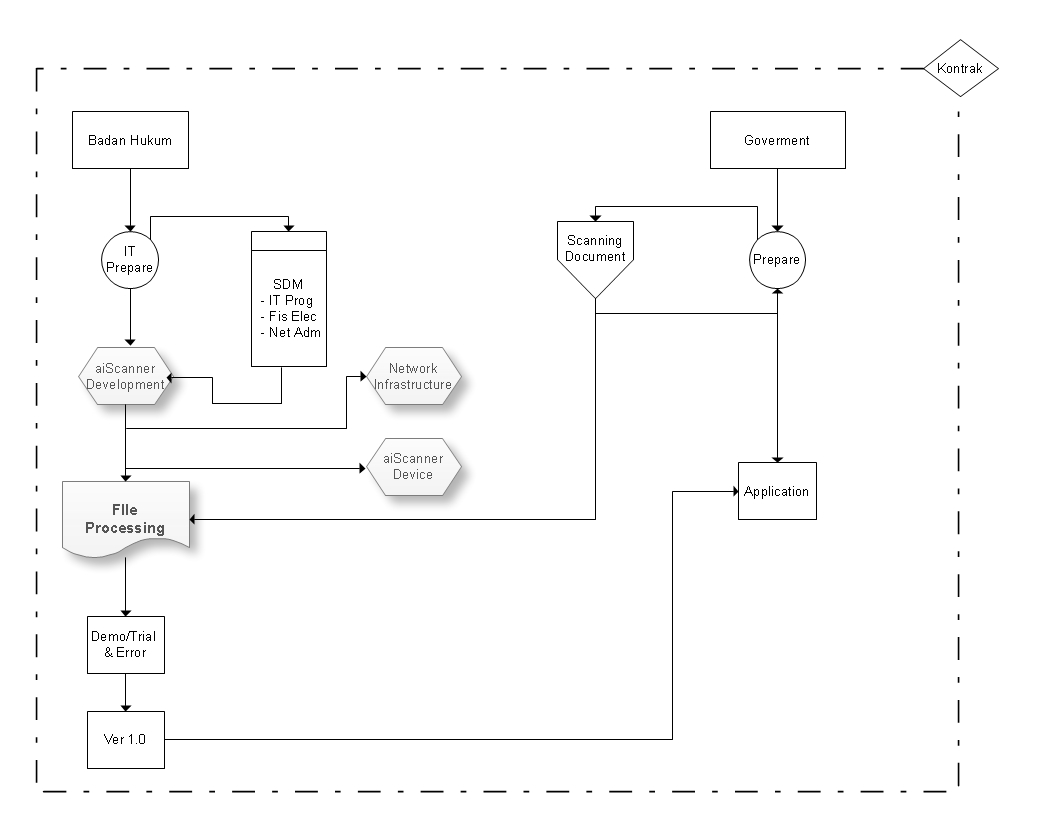 Kontrak
Badan Hukum
Goverment
IT
Prepare
Scanning
Document
Prepare
SDM
- IT Prog
- Fis Elec
- Net Adm
aiScanner
Development
Network
Infrastructure
aiScanner
Device
Application
FIle
Processing
Demo/Trial
& Error
Ver 1.0